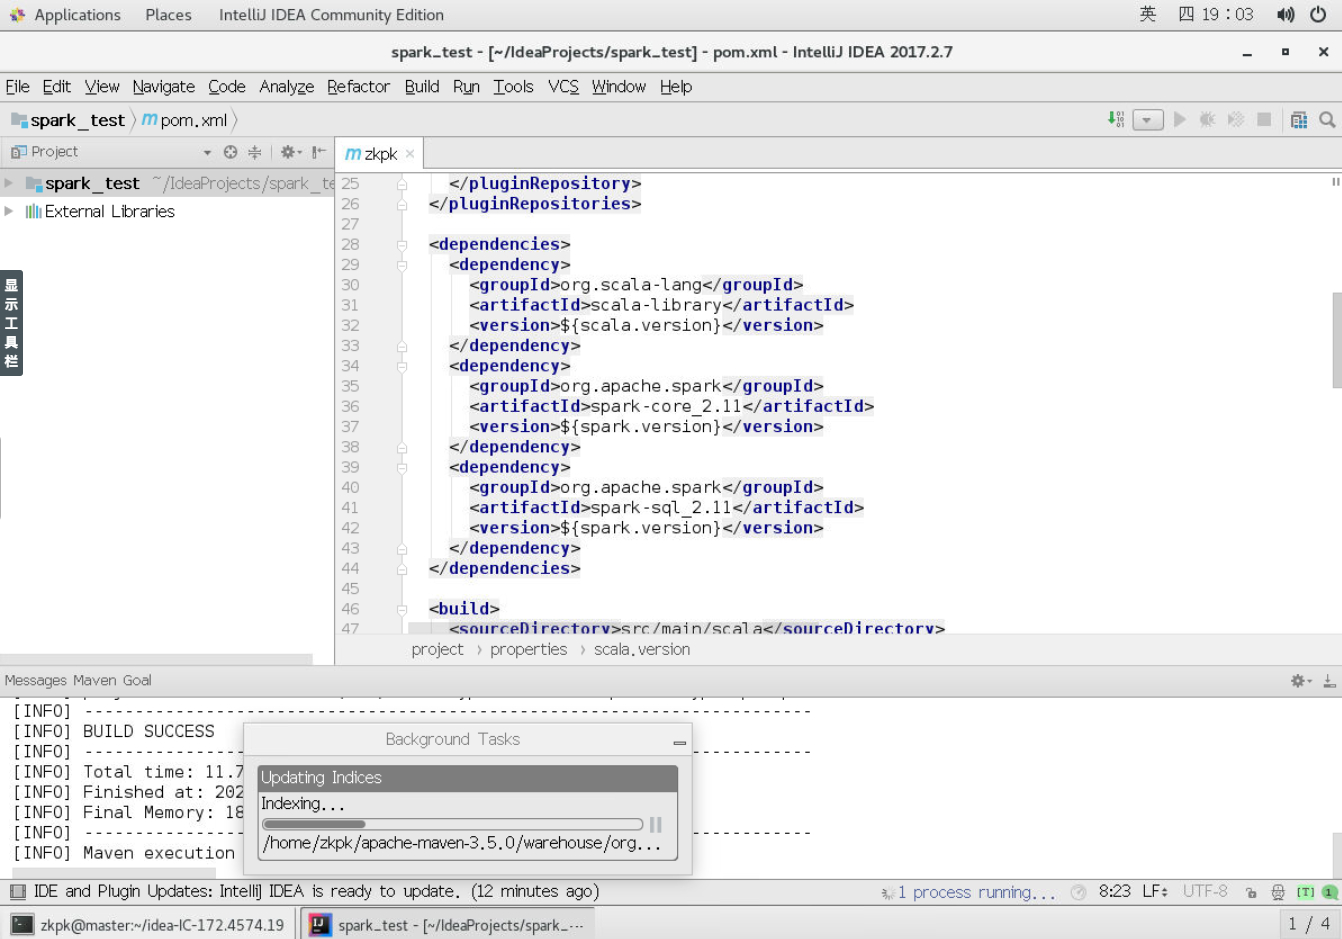 Applications Places IntelliJ IDEA Community Edition 英 四 19：03
spark_test - [~/IdeaProjects/spark_test] - pom.xml - IntelliJ IDEA 2017.2.7
File Edit View Navigate Code Analyze Refactor Build Run Tools VCS Window Help
spark_test pom.xml
Project
zkpk
spark_test ~/IdeaProjects/spark_te
External Libraries
显示工具栏
25 </pluginRepository>
26 </pluginRepositories>
27
28 <dependencies>
29 <dependency>
30 <groupId>org.scala-lang</groupId>
31 <artifactId>scala-library</artifactId>
32 <version>${scala.version}</version>
33 </dependency>
34 <dependency>
35 <groupId>org.apache.spark</groupId>
36 <artifactId>spark-core_2.11</artifactId>
37 <version>${spark.version}</version>
38 </dependency>
39 <dependency>
40 <groupId>org.apache.spark</groupId>
41 <artifactId>spark-sql_2.11</artifactId>
42 <version>${spark.version}</version>
43 </dependency>
44 </dependencies>
45
46 <build>
47 <sourceDirectory>src/main/scala</sourceDirectory>
project › properties › scala.version
Messages Maven Goal
[INFO] ------------------------------------------------------------------------
[INFO] BUILD SUCCESS
[INFO] ------------------------------------------------------------------------
[INFO] Total time: 11.7
[INFO] Finished at: 202
[INFO] Final Memory: 18
[INFO] ------------------------------------------------------------------------
[INFO] Maven execution
Background Tasks
Updating Indices
Indexing...
/home/zkpk/apache-maven-3.5.0/warehouse/org...
IDE and Plugin Updates: IntelliJ IDEA is ready to update. (12 minutes ago) 1 process running... 8:23 LF UTF-8 [T] 1
zkpk@master:~/idea-IC-172.4574.19 spark_test - [~/IdeaProjects/spark_... 1 / 4